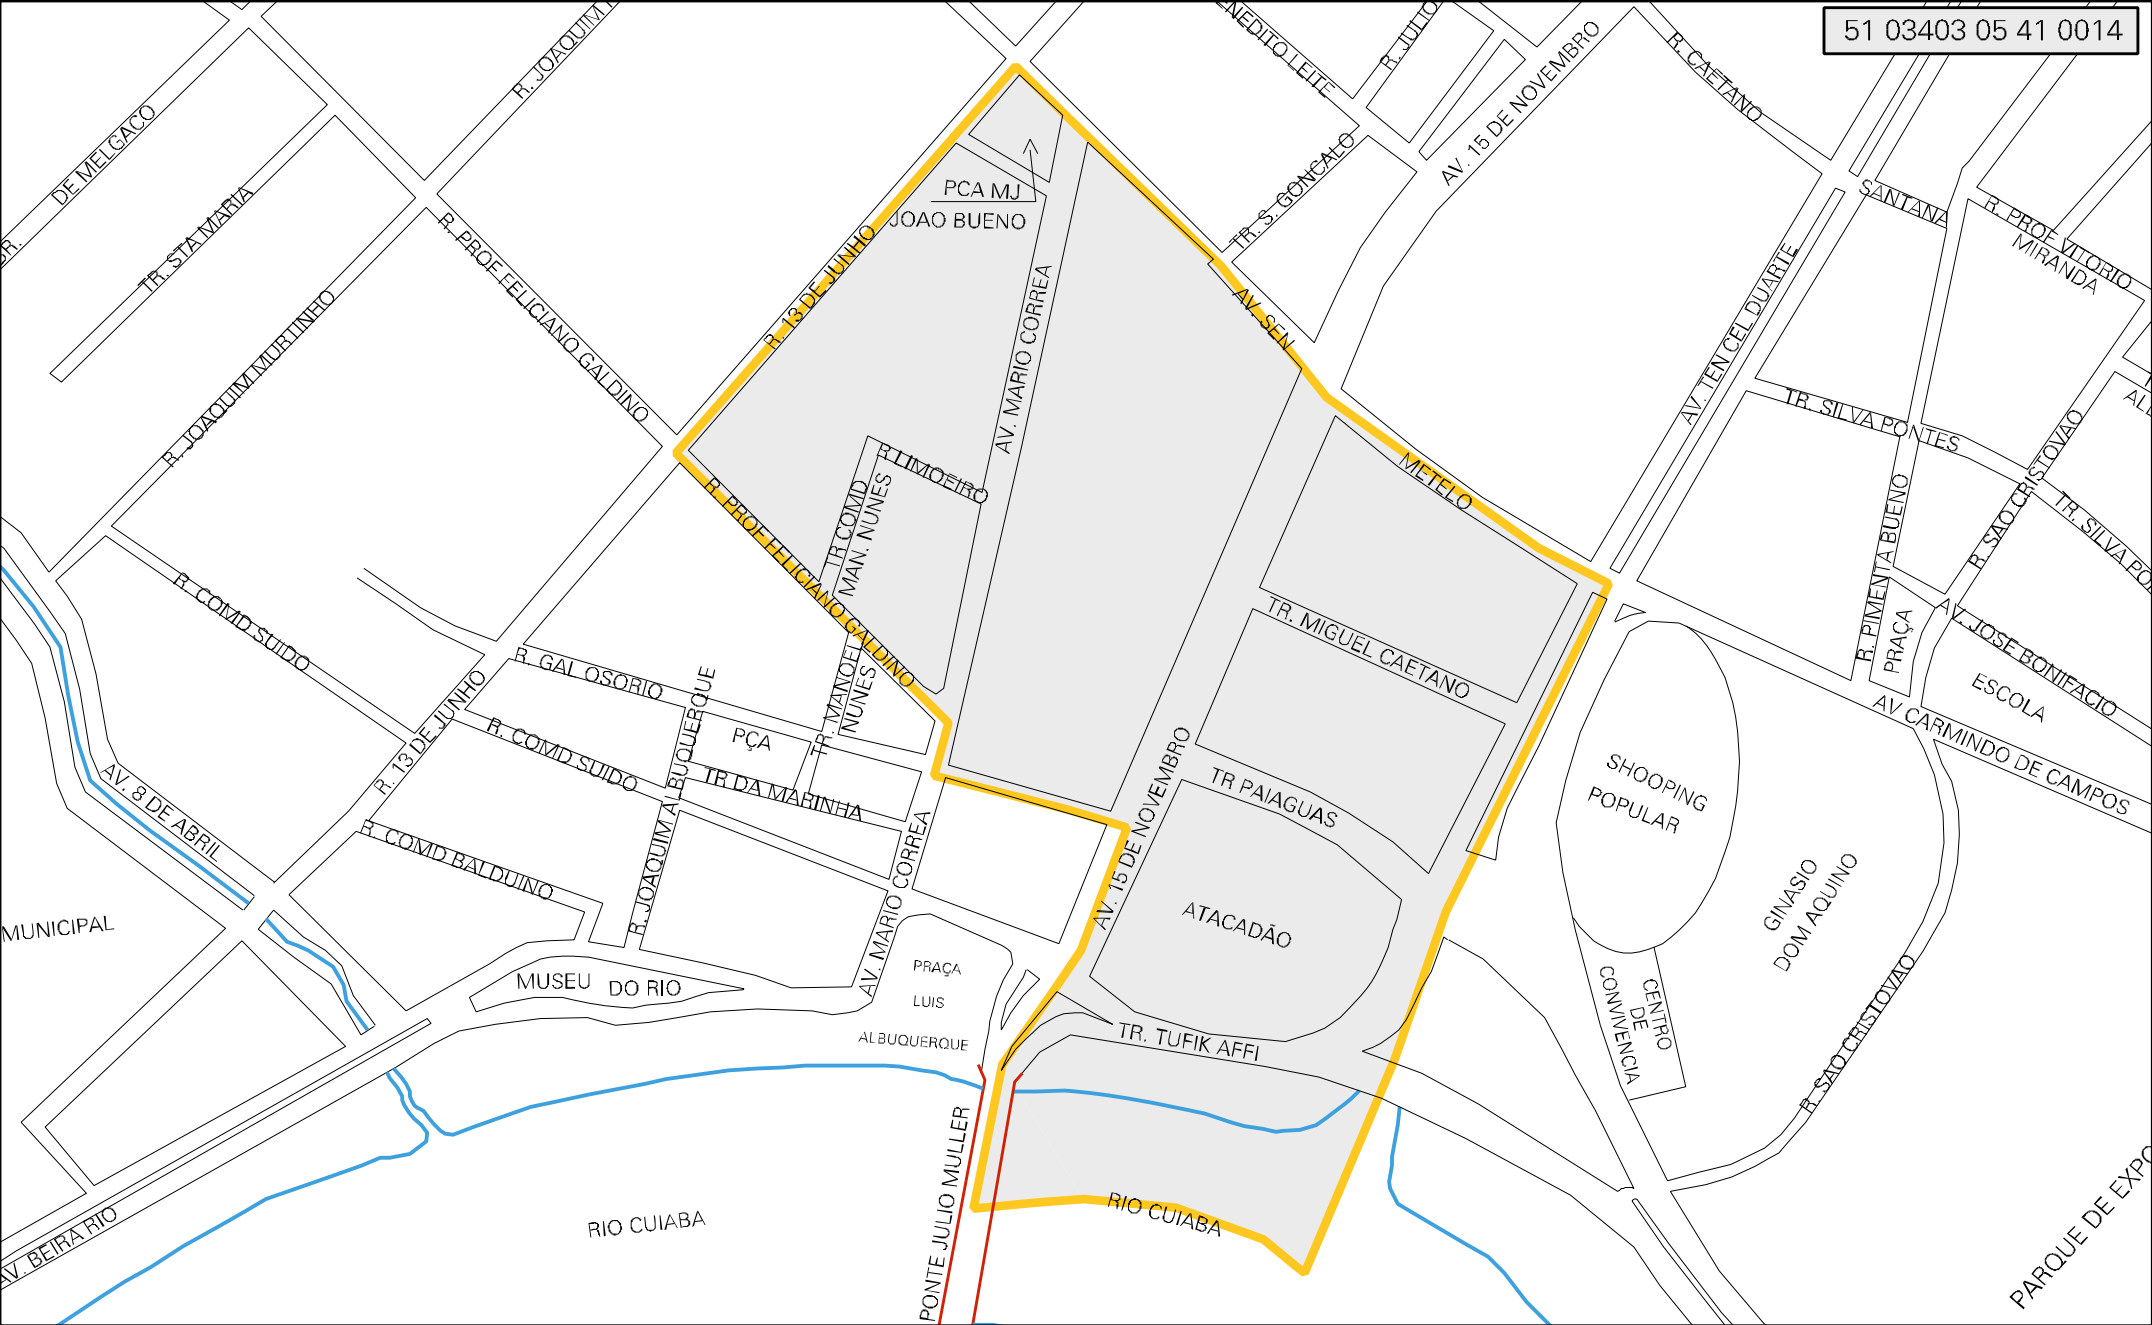 51 03403 05 41 0014
R. JOAQUIM
R. JULIO
BENEDITO LEITE
AV. 15 DE NOVEMBRO
R. CAETANO
DE MELGACO
TR. STA MARIA
TR. S. GONCALO
PCA MJ
JOAO BUENO
SANTANA
R. PROF VITORIO
MIRANDA
R. PROF FELICIANO GALDINO
R. 13 DE JUNHO
AV. SEN
METELO
AV. MARIO CORREA
AV. TEN CEL DUARTE
R. JOAQUIM MURTINHO
TR. SILVA PONTES
R. SAO CRISTOVAO
R LIMOEIRO
TR COMD
MAN. NUNES
R. PROF FELICIANO GALDINO
R. PIMENTA BUENO
TR. SILVA PO
R. COMD SUIDO
TR. MIGUEL CAETANO
PRAÇA
AV. JOSE BONIFACIO
ESCOLA
R. GAL OSORIO
R. 13 DE JUNHO
R. JOAQUIM ALBUQUERQUE
TR. MANOEL
NUNES
AV CARMINDO DE CAMPOS
R. COMD SUIDO
PÇA
TR DA MARINHA
AV. 15 DE NOVEMBRO
TR PAIAGUAS
SHOOPING
POPULAR
AV. 8 DE ABRIL
R. COMD BALDUINO
AV. MARIO CORREA
ATACADÃO
GINASIO
DOM AQUINO
MUNICIPAL
MUSEU DO RIO
PRAÇA
LUIS
ALBUQUERQUE
TR. TUFIK AFFI
CENTRO
DE
CONVIVENCIA
R. SAO CRISTOVAO
PONTE JULIO MULLER
RIO CUIABA
RIO CUIABA
AV. BEIRA RIO
PARQUE DE EXPO